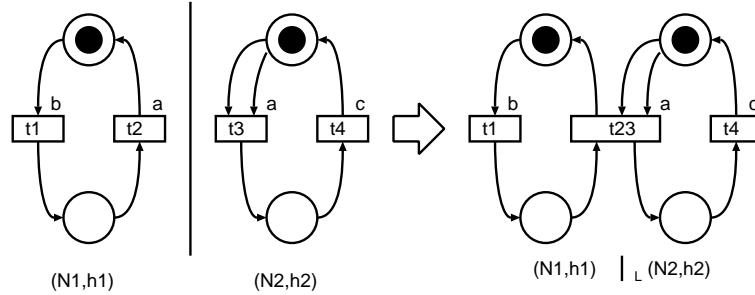 b a a c b a c
t1 t2 t3 t4 t1 t23 t4
(N1,h1) (N2,h2) (N1,h1) | L (N2,h2)